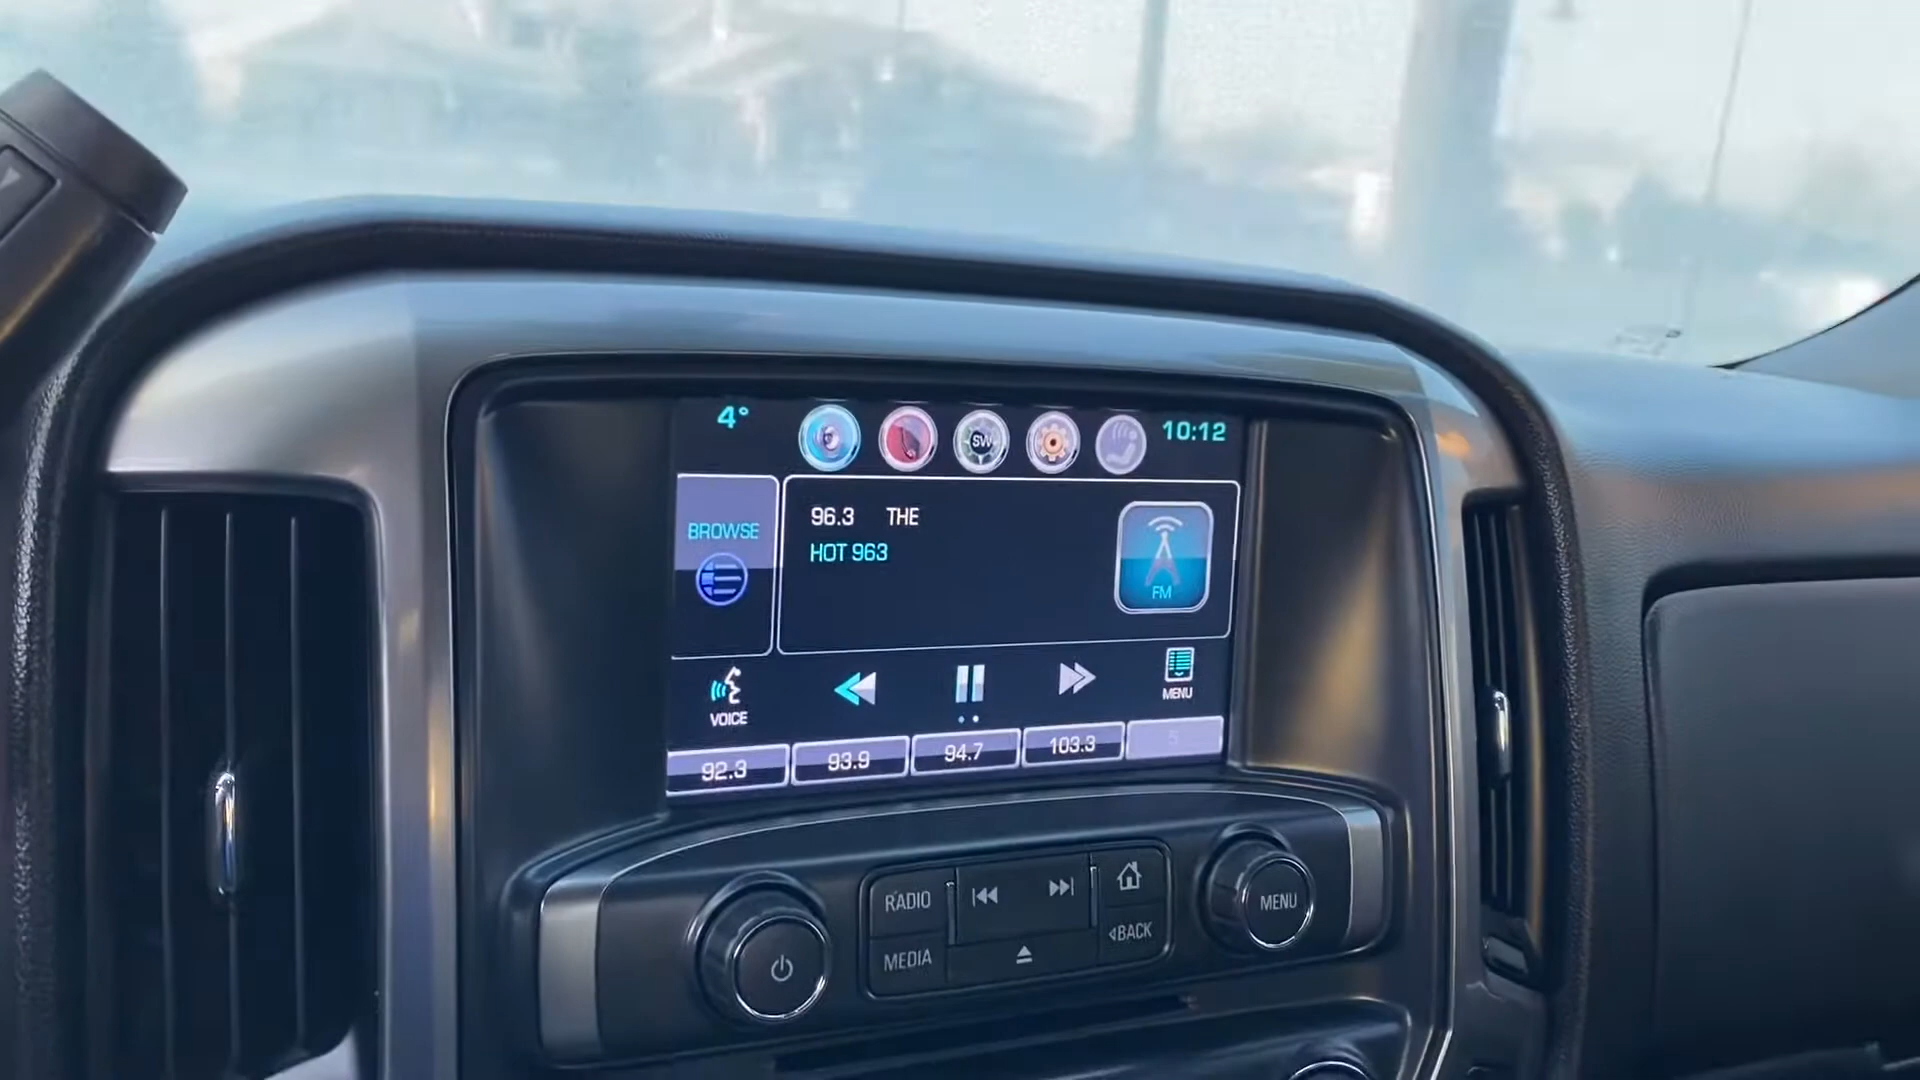 4°
SW
10:12
BROWSE
96.3 THE
HOT 963
FM
VOICE
MENU
92.3
93.9
94.7
103.3
5
RADIO
MEDIA
BACK
MENU